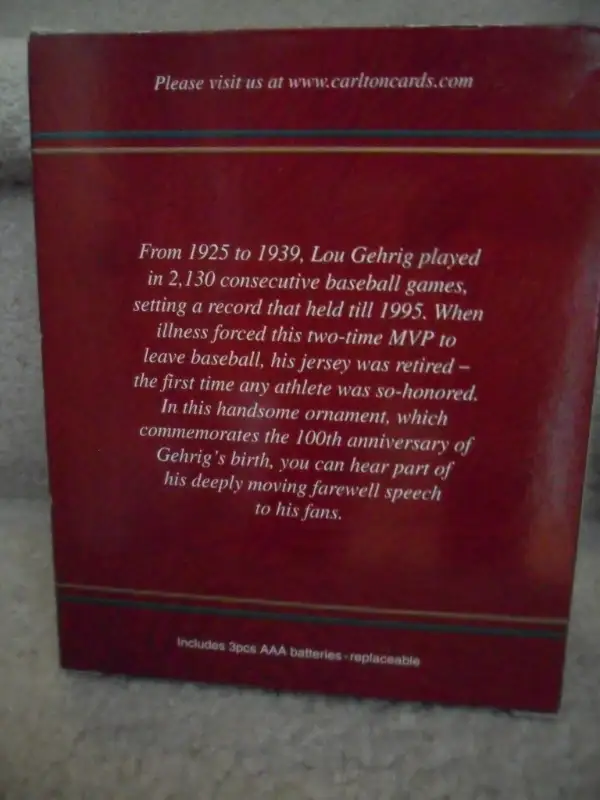 Please visit us at www.carltoncards.com
From 1925 to 1939, Lou Gehrig played
in 2,130 consecutive baseball games,
setting a record that held till 1995. When
illness forced this two-time MVP to
leave baseball, his jersey was retired –
the first time any athlete was so-honored.
In this handsome ornament, which
commemorates the 100th anniversary of
Gehrig's birth, you can hear part of
his deeply moving farewell speech
to his fans.
Includes 3pcs AAA batteries - replaceable